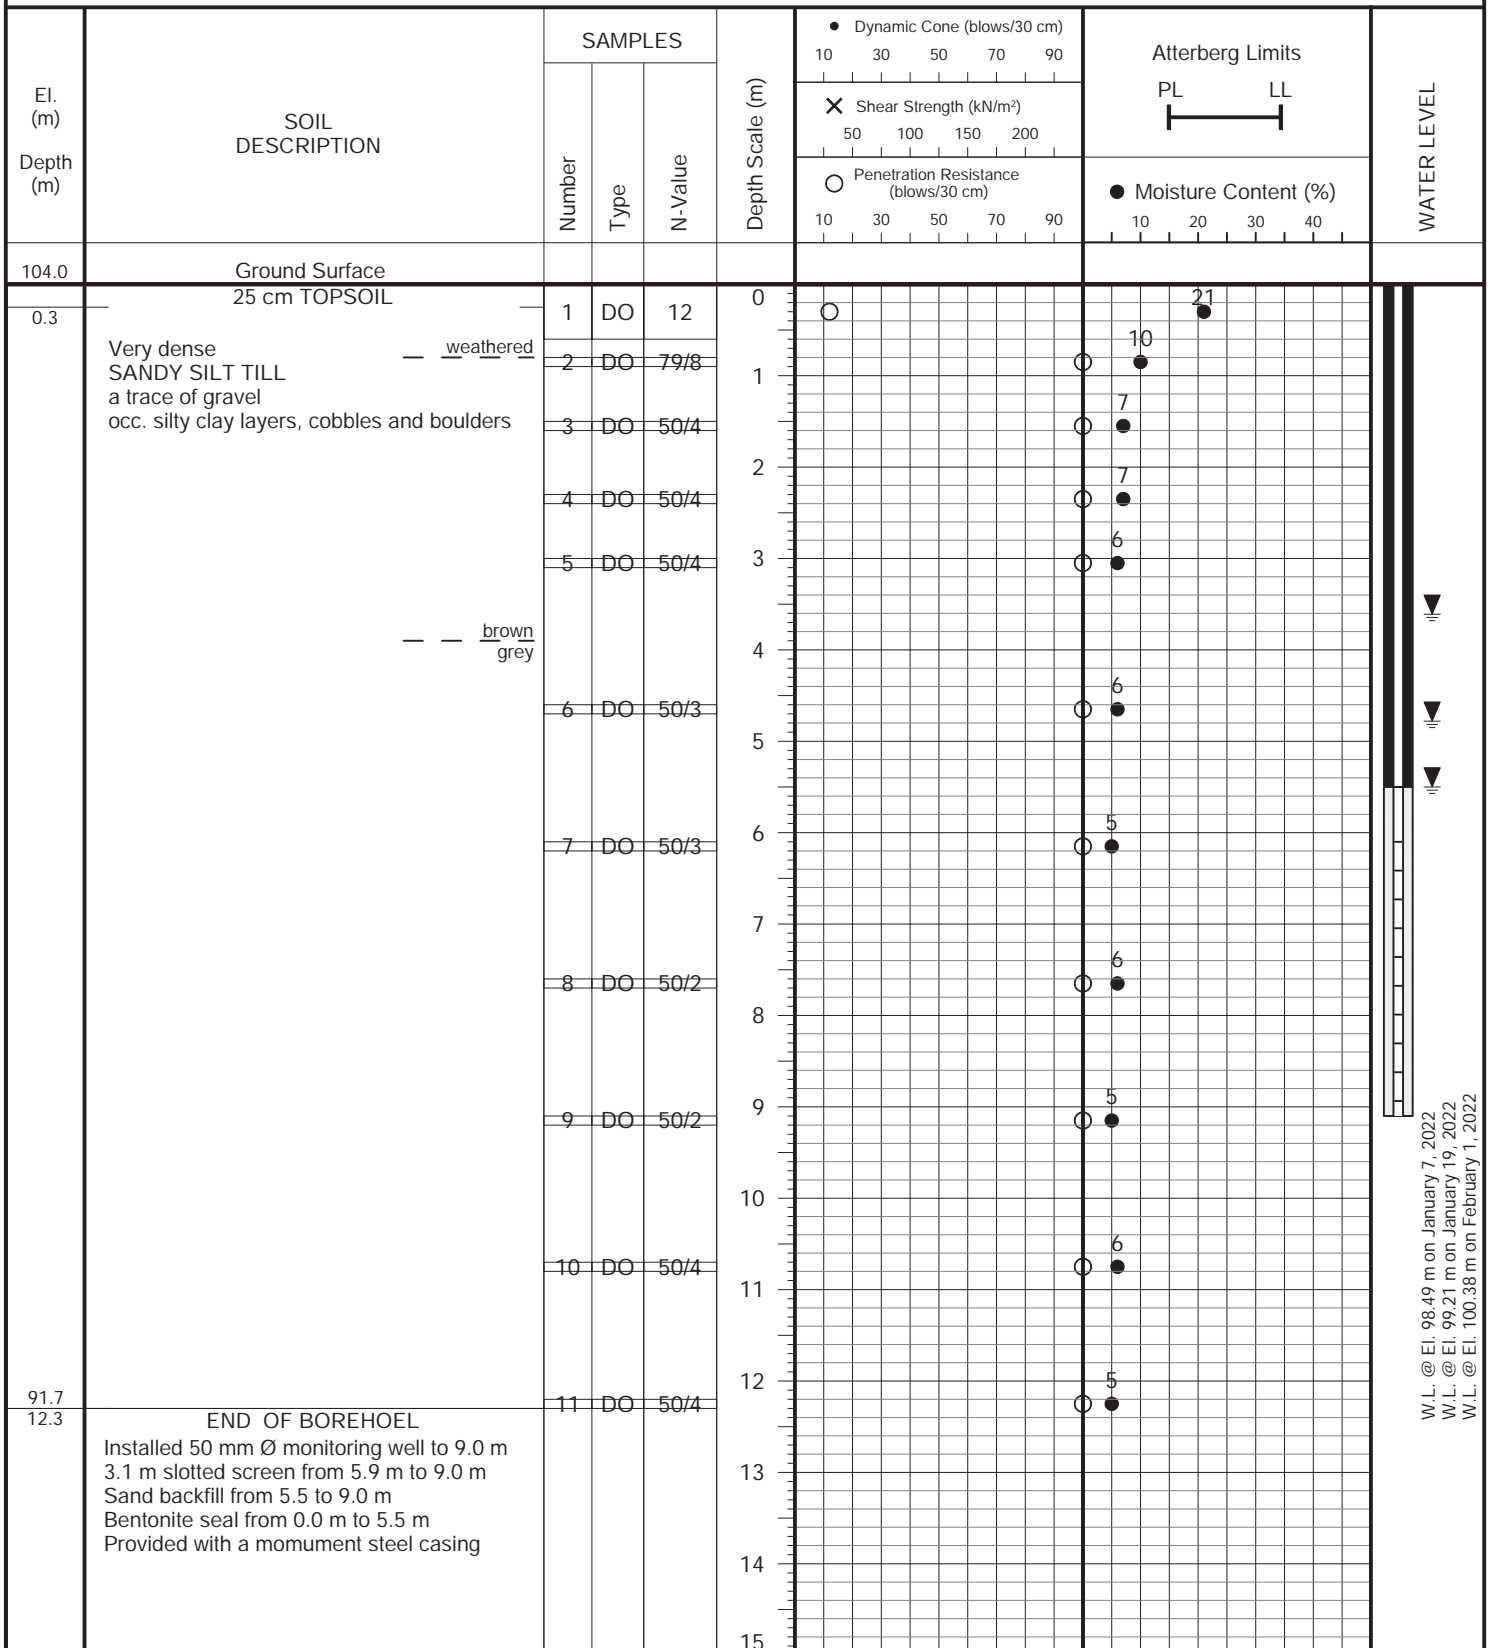 El.
(m)
Depth
(m)
SOIL
DESCRIPTION
SAMPLES
Number
Type
N-Value
Depth Scale (m)
Dynamic Cone (blows/30 cm)
10 30 50 70 90
Shear Strength (kN/m²)
50 100 150 200
Penetration Resistance
(blows/30 cm)
10 30 50 70 90
Atterberg Limits
PL LL
Moisture Content (%)
10 20 30 40
WATER LEVEL
104.0 Ground Surface
25 cm TOPSOIL
0.3
1 DO 12
0
21
Very dense
weathered
SANDY SILT TILL
a trace of gravel
occ. silty clay layers, cobbles and boulders
2 DO 79/8
10
1
3 DO 50/4
7
2
4 DO 50/4
7
5 DO 50/4
6
3
brown
grey
4
6 DO 50/3
6
5
7 DO 50/3
5
6
7
8 DO 50/2
6
8
9 DO 50/2
5
9
10
10 DO 50/4
6
11
12
11 DO 50/4
5
91.7
12.3
END OF BOREHOEL
Installed 50 mm Ø monitoring well to 9.0 m
3.1 m slotted screen from 5.9 m to 9.0 m
Sand backfill from 5.5 to 9.0 m
Bentonite seal from 0.0 m to 5.5 m
Provided with a momument steel casing
13
14
15
W.L. @ El. 98.49 m on January 7, 2022
W.L. @ El. 99.21 m on January 19, 2022
W.L. @ El. 100.38 m on February 1, 2022